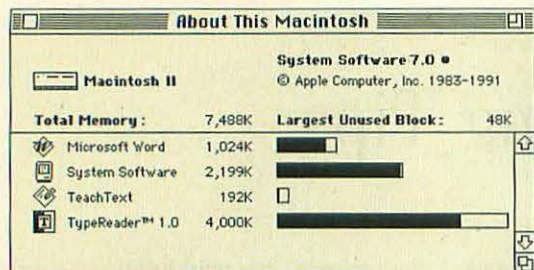 About This Macintosh
System Software 7.0 •
Macintosh II
© Apple Computer, Inc. 1983-1991
Total Memory : 7,488K Largest Unused Block: 48K
Microsoft Word 1,024K
System Software 2,199K
TeachText 192K
TypeReader™ 1.0 4,000K